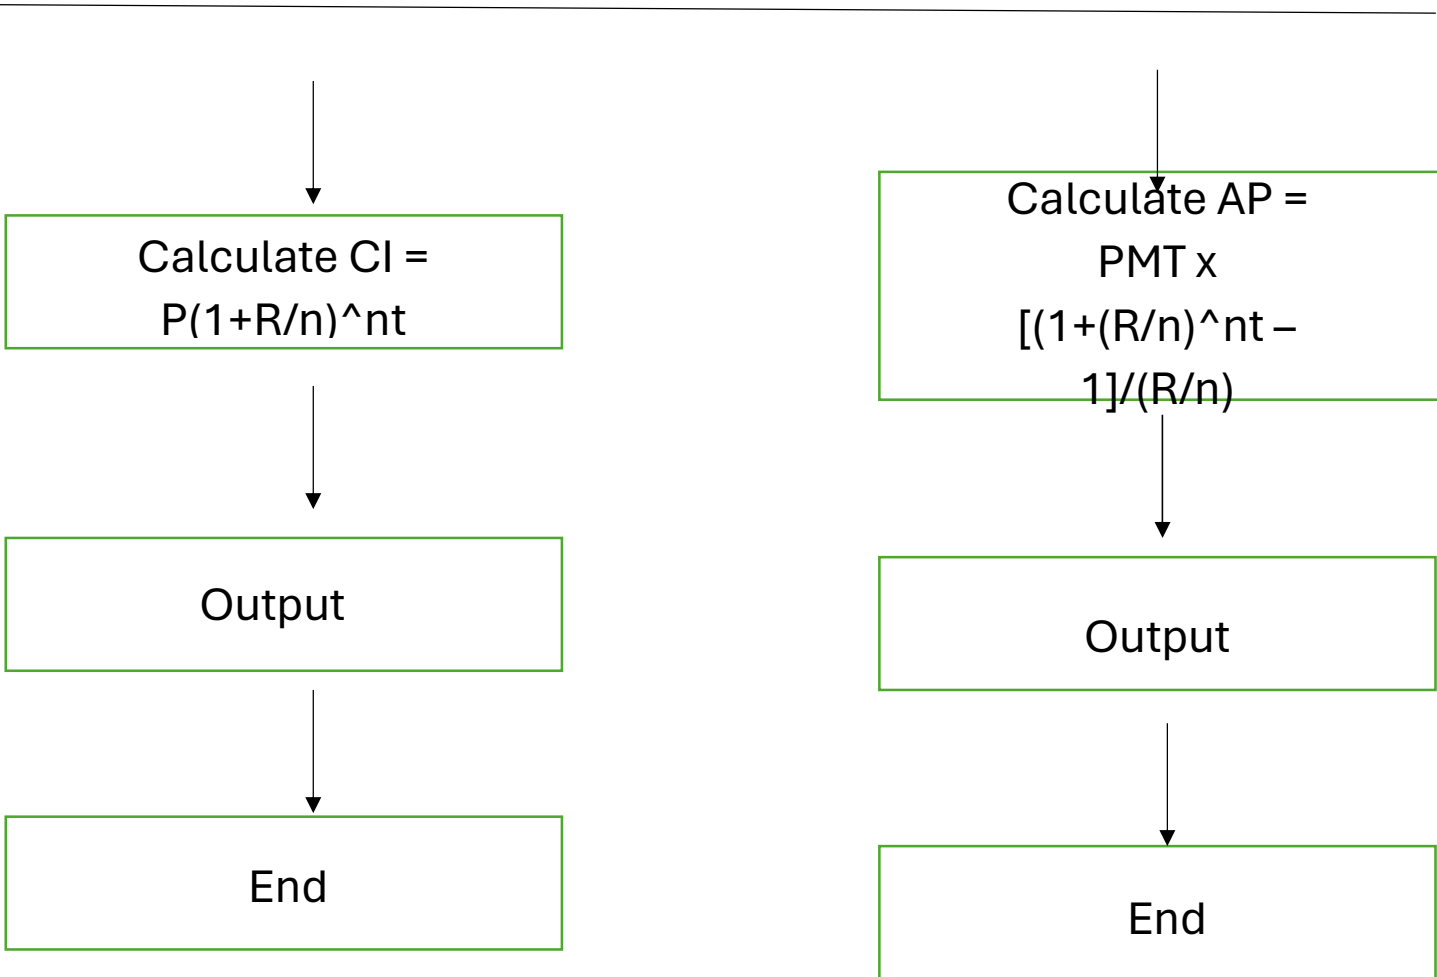 Calculate CI =
P(1+R/n)^nt
Output
End
Calculate AP =
PMT x
[(1+(R/n)^nt –
1]/(R/n)
Output
End